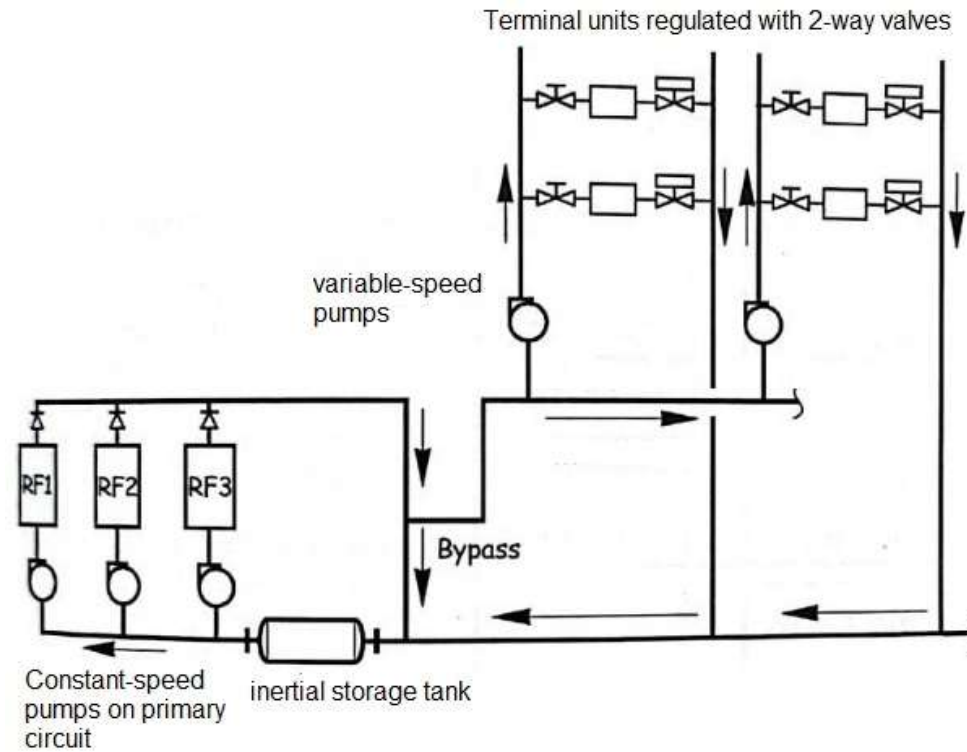 Terminal units regulated with 2-way valves
variable-speed
pumps
RF1
RF2
RF3
Bypass
Constant-speed
pumps on primary
circuit
inertial storage tank